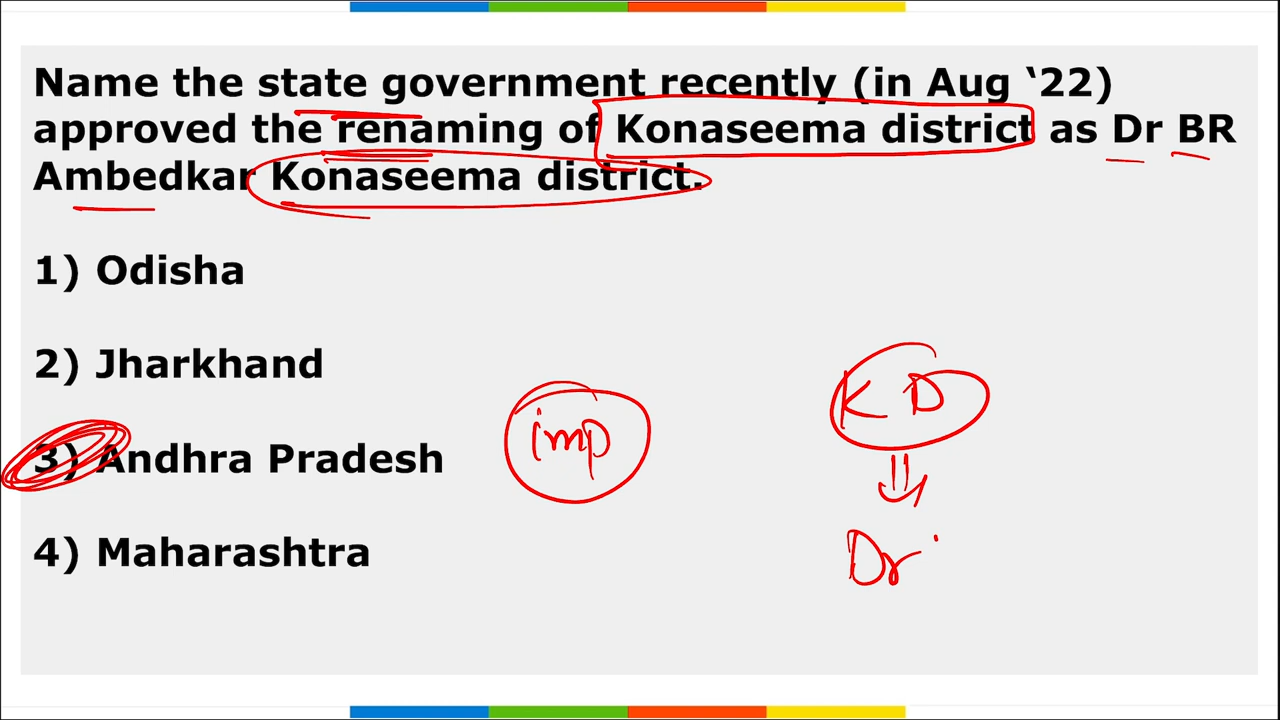 Name the state government recently (in Aug ‘22)
approved the renaming of Konaseema district as Dr BR
Ambedkar Konaseema district.
1) Odisha
2) Jharkhand
3) Andhra Pradesh
4) Maharashtra
imp
K D
Dr